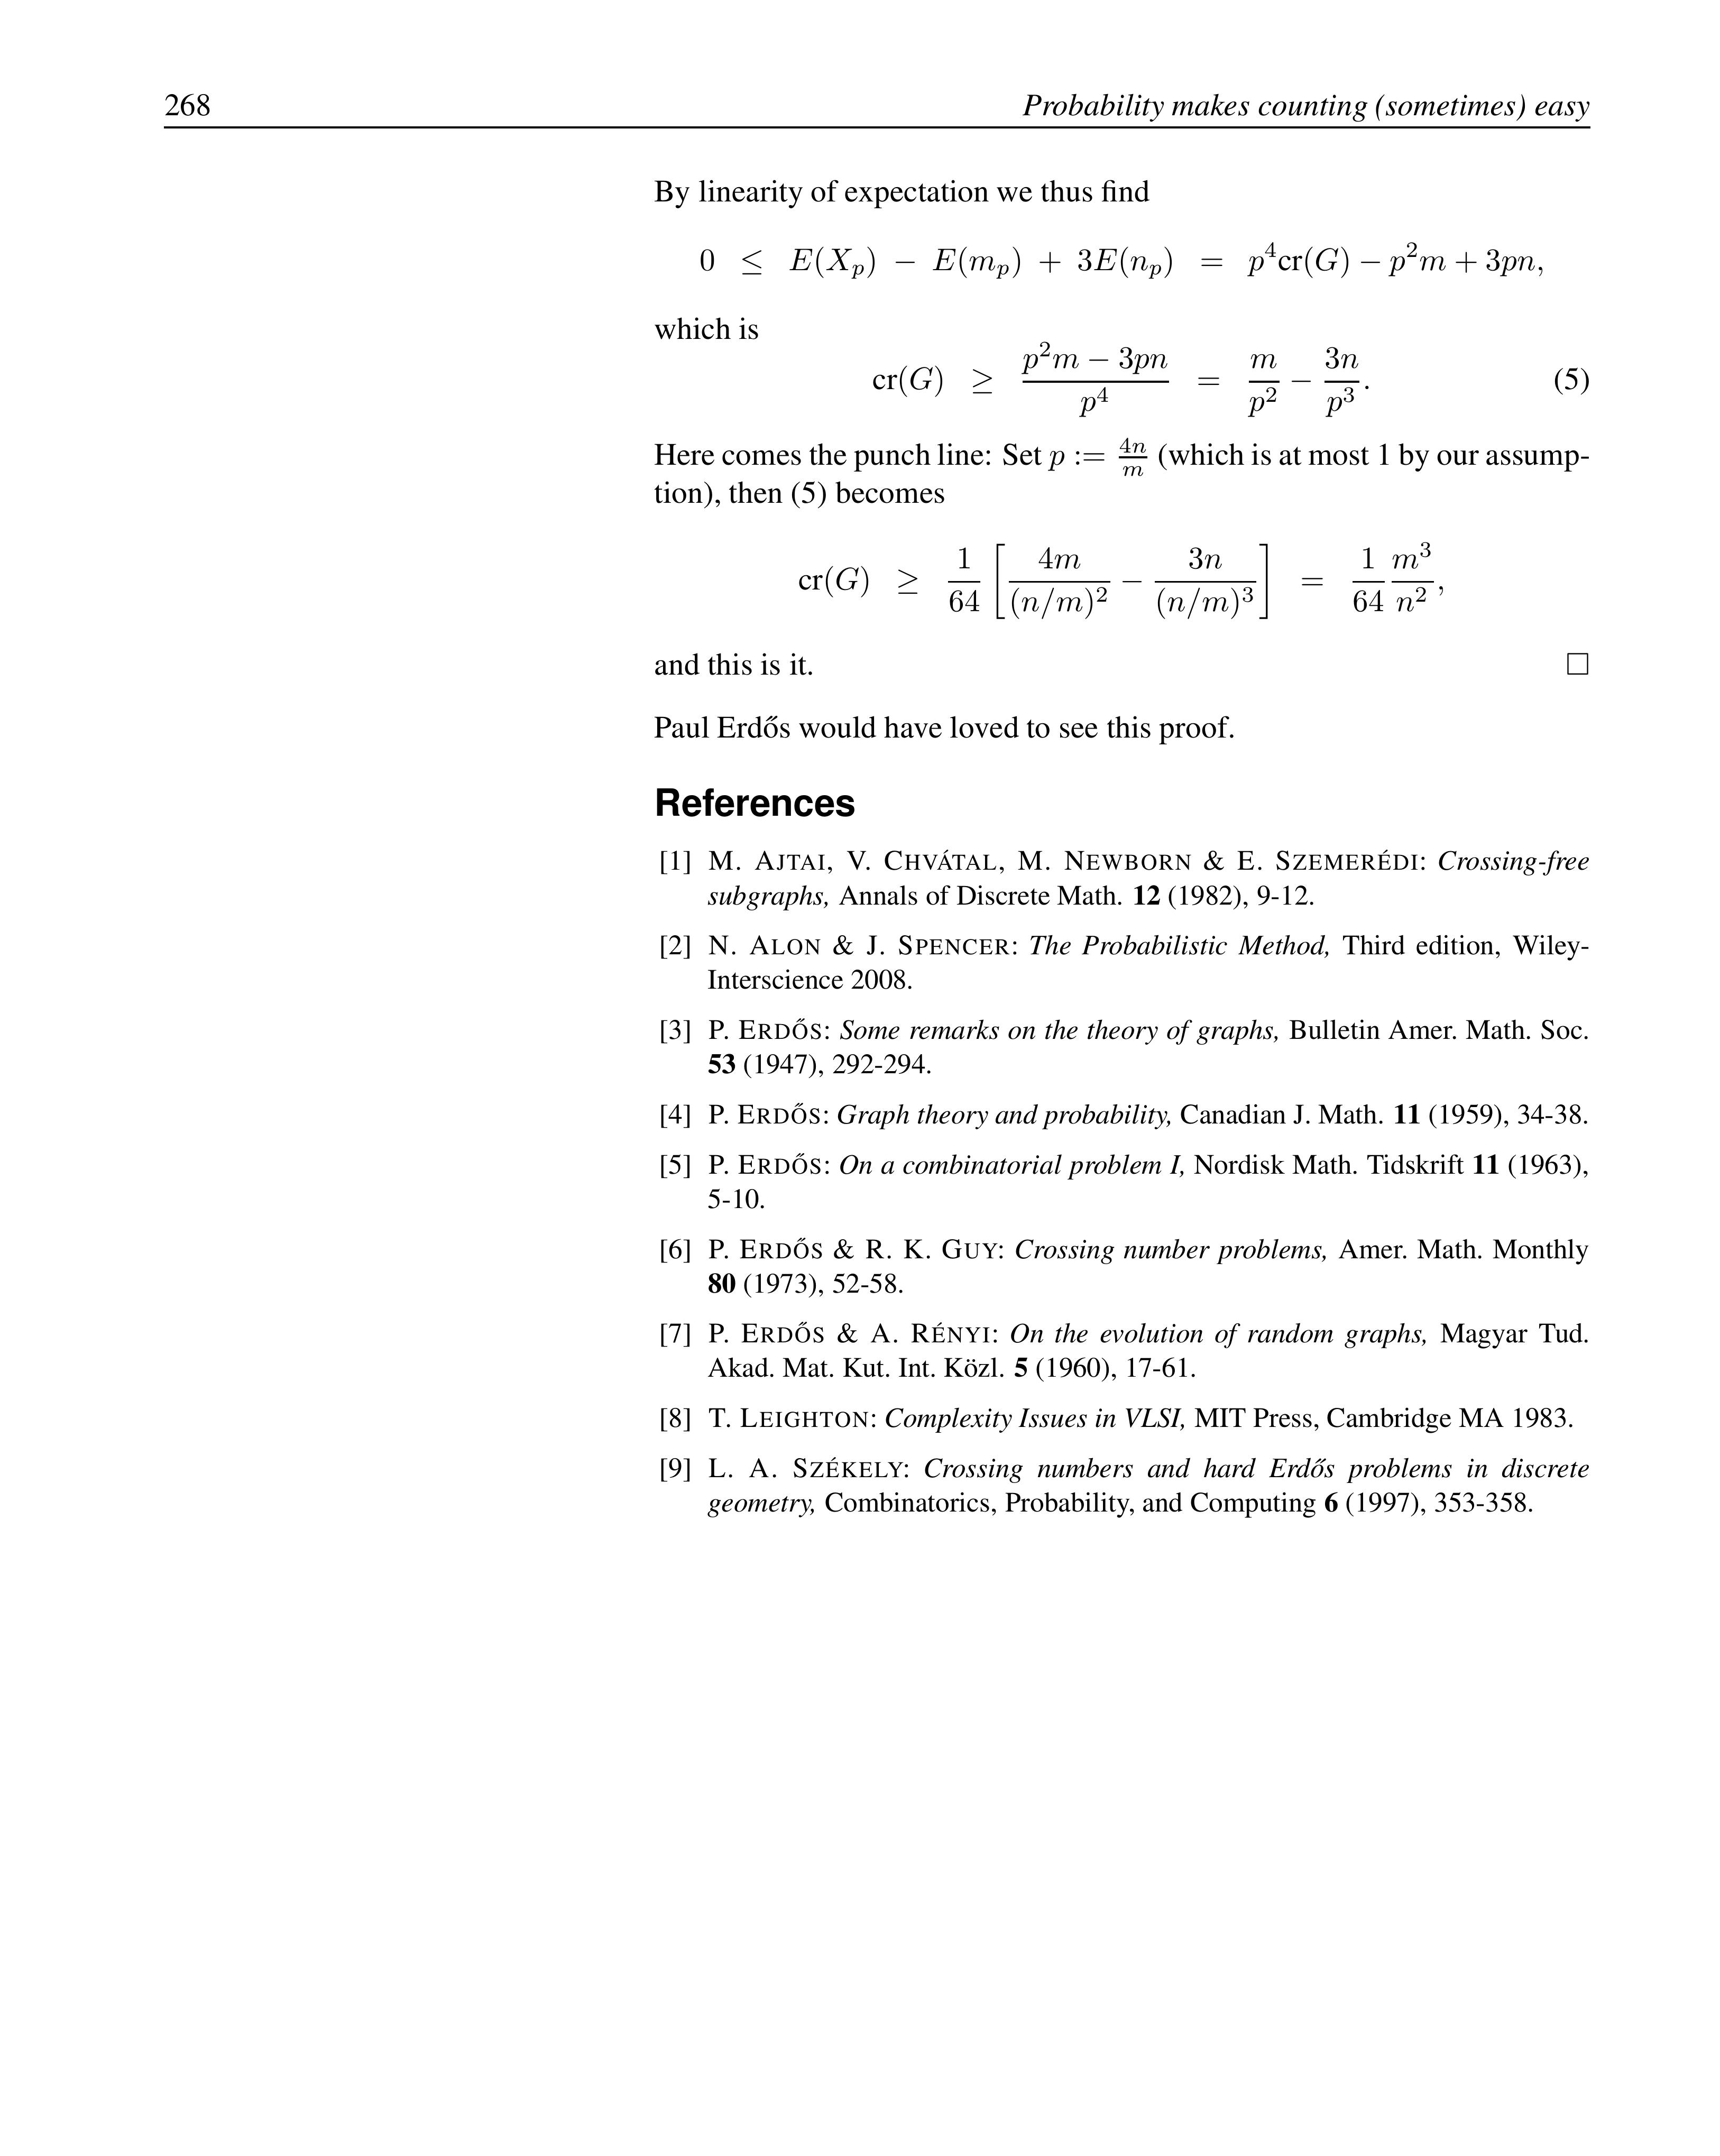 268 Probability makes counting (sometimes) easy
By linearity of expectation we thus find
0 ≤ E(X_p) − E(m_p) + 3E(n_p) = p^4cr(G) − p^2m + 3pn,
which is
cr(G) ≥ \frac{p^2m − 3pn}{p^4} = \frac{m}{p^2} − \frac{3n}{p^3}. (5)
Here comes the punch line: Set p := \frac{4n}{m} (which is at most 1 by our assump-
tion), then (5) becomes
cr(G) ≥ \frac{1}{64} [\frac{4m}{(n/m)^2} − \frac{3n}{(n/m)^3}] = \frac{1}{64} \frac{m^3}{n^2},
and this is it. □
Paul Erdős would have loved to see this proof.
References
[1] M. AJTAI, V. CHVÁTAL, M. NEWBORN & E. SZEMERÉDI: Crossing-free
subgraphs, Annals of Discrete Math. 12 (1982), 9-12.
[2] N. ALON & J. SPENCER: The Probabilistic Method, Third edition, Wiley-
Interscience 2008.
[3] P. ERDŐS: Some remarks on the theory of graphs, Bulletin Amer. Math. Soc.
53 (1947), 292-294.
[4] P. ERDŐS: Graph theory and probability, Canadian J. Math. 11 (1959), 34-38.
[5] P. ERDŐS: On a combinatorial problem I, Nordisk Math. Tidskrift 11 (1963),
5-10.
[6] P. ERDŐS & R. K. GUY: Crossing number problems, Amer. Math. Monthly
80 (1973), 52-58.
[7] P. ERDŐS & A. RÉNYI: On the evolution of random graphs, Magyar Tud.
Akad. Mat. Kut. Int. Közl. 5 (1960), 17-61.
[8] T. LEIGHTON: Complexity Issues in VLSI, MIT Press, Cambridge MA 1983.
[9] L. A. SZÉKELY: Crossing numbers and hard Erdős problems in discrete
geometry, Combinatorics, Probability, and Computing 6 (1997), 353-358.